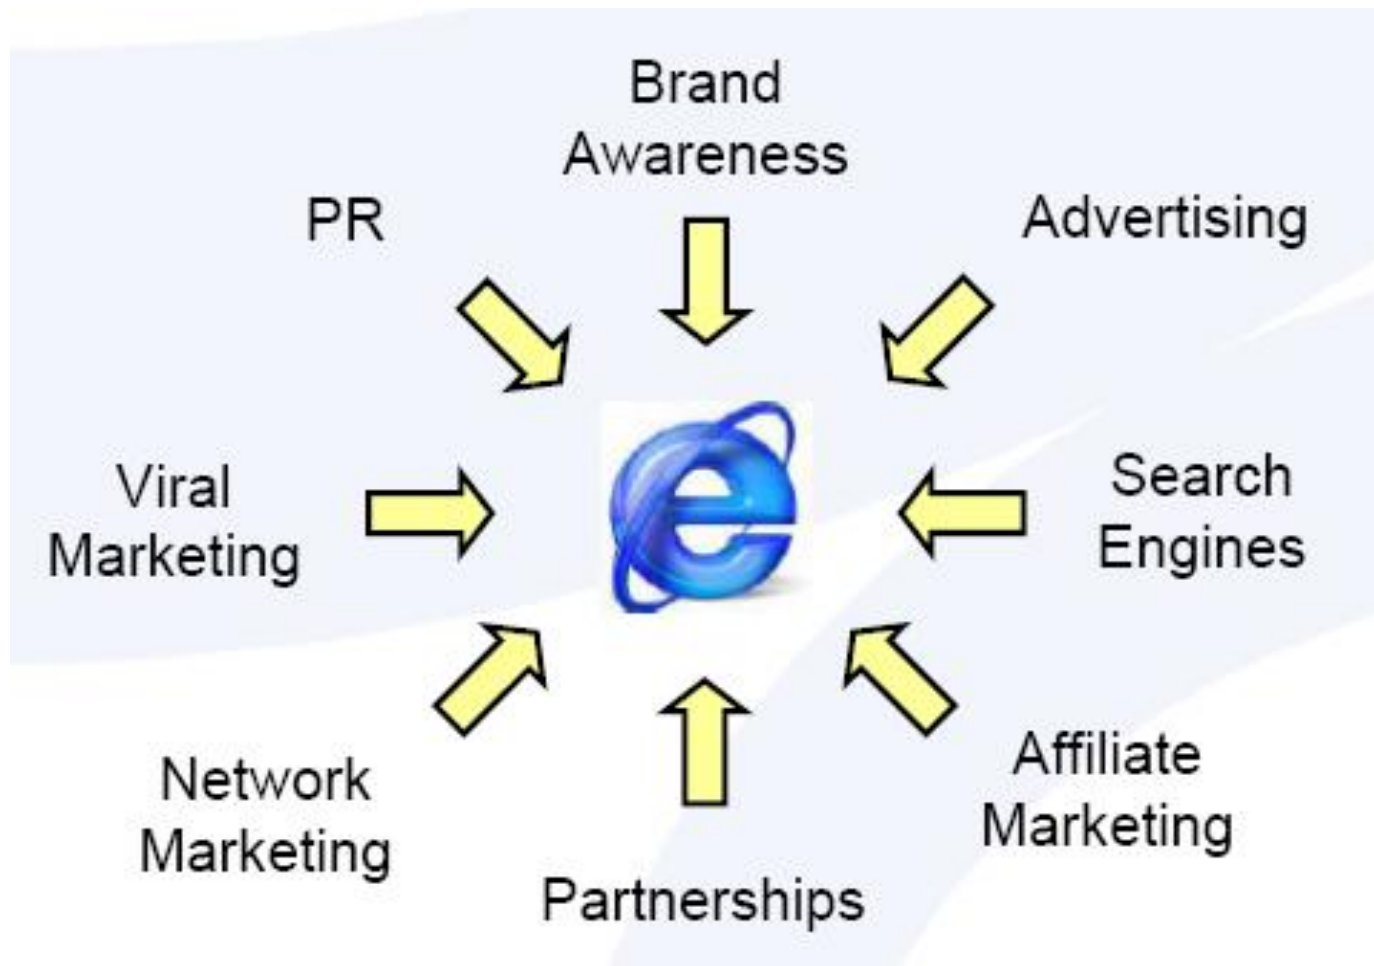 Brand
Awareness
PR
Advertising
Viral
Marketing
Search
Engines
Network
Marketing
Affiliate
Marketing
Partnerships